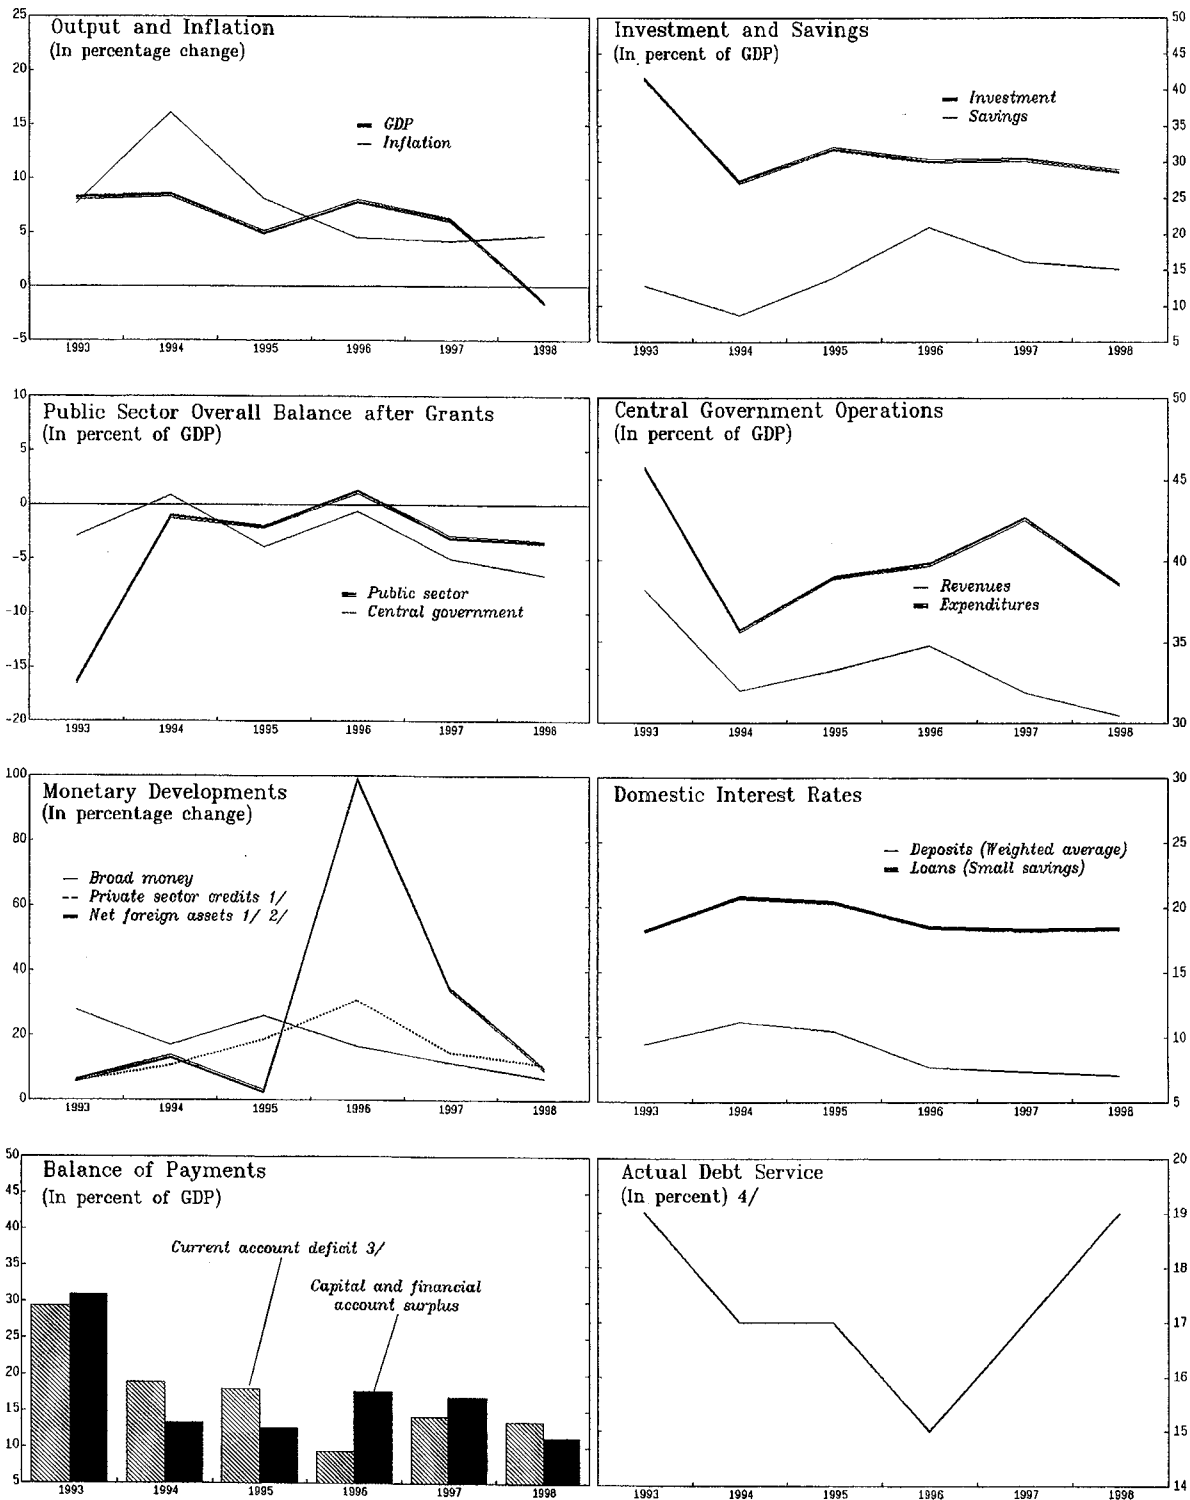 Output and Inflation
(In percentage change)
25
20
15
10
5
0
-5
GDP
Inflation
1993 1994 1995 1996 1997 1998
Investment and Savings
(In percent of GDP)
50
45
40
35
30
25
20
15
10
5
Investment
Savings
1993 1994 1995 1996 1997 1998
Public Sector Overall Balance after Grants
(In percent of GDP)
10
5
0
-5
-10
-15
-20
Public sector
Central government
1993 1994 1995 1996 1997 1998
Central Government Operations
(In percent of GDP)
50
45
40
35
30
Revenues
Expenditures
1993 1994 1995 1996 1997 1998
Monetary Developments
(In percentage change)
100
80
60
40
20
0
Broad money
Private sector credits 1/
Net foreign assets 1/ 2/
1993 1994 1995 1996 1997 1998
Domestic Interest Rates
30
25
20
15
10
5
Deposits (Weighted average)
Loans (Small savings)
1993 1994 1995 1996 1997 1998
Balance of Payments
(In percent of GDP)
50
45
40
35
30
25
20
15
10
5
Current account deficit 3/
Capital and financial
account surplus
1993 1994 1995 1996 1997 1998
Actual Debt Service
(In percent) 4/
20
19
18
17
16
15
14
1993 1994 1995 1996 1997 1998